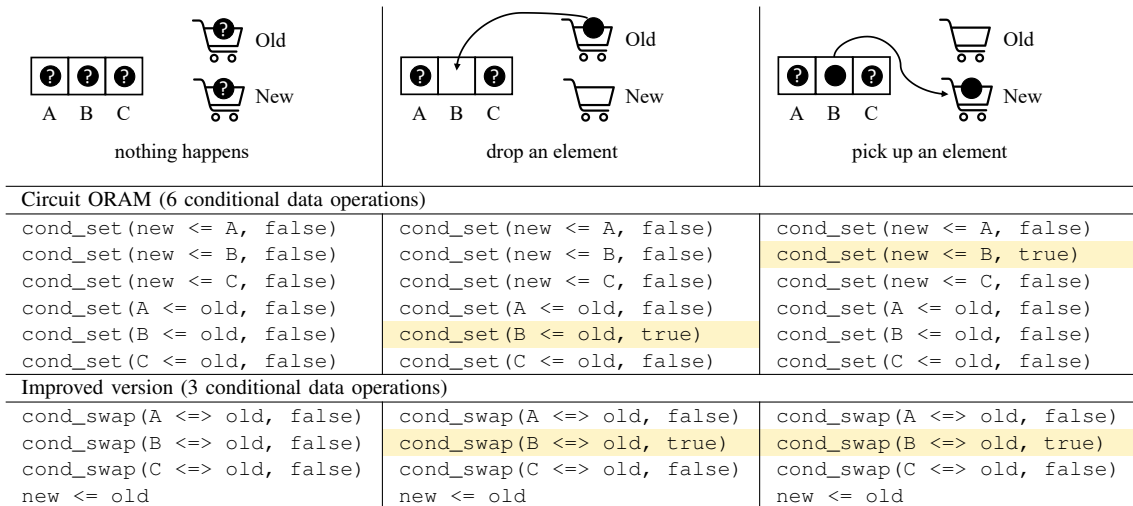 ? Old
? ? ?
? New
A B C
nothing happens
Old
? ?
New
A B C
drop an element
Old
? ?
New
A B C
pick up an element
Circuit ORAM (6 conditional data operations)
cond_set(new <= A, false) cond_set(new <= A, false) cond_set(new <= A, false)
cond_set(new <= B, false) cond_set(new <= B, false) cond_set(new <= B, true)
cond_set(new <= C, false) cond_set(new <= C, false) cond_set(new <= C, false)
cond_set(A <= old, false) cond_set(A <= old, false) cond_set(A <= old, false)
cond_set(B <= old, false) cond_set(B <= old, true) cond_set(B <= old, false)
cond_set(C <= old, false) cond_set(C <= old, false) cond_set(C <= old, false)
Improved version (3 conditional data operations)
cond_swap(A <=> old, false) cond_swap(A <=> old, false) cond_swap(A <=> old, false)
cond_swap(B <=> old, false) cond_swap(B <=> old, true) cond_swap(B <=> old, true)
cond_swap(C <=> old, false) cond_swap(C <=> old, false) cond_swap(C <=> old, false)
new <= old new <= old new <= old